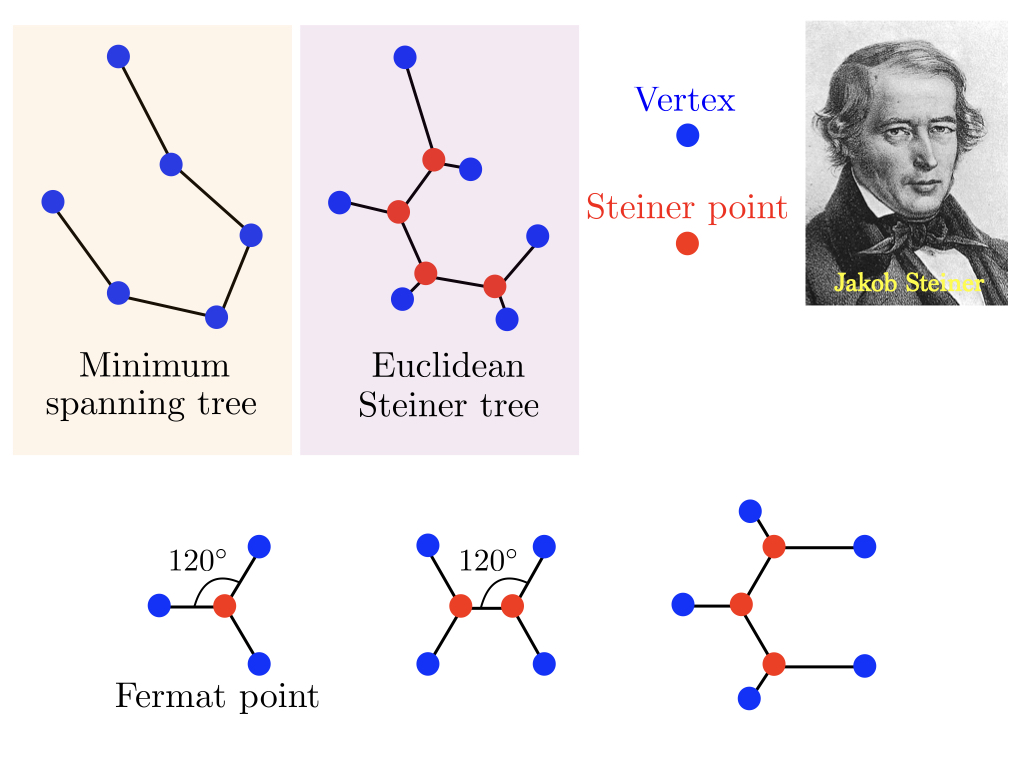 Vertex
Steiner point
Jakob Steiner
Minimum
spanning tree
Euclidean
Steiner tree
120°
120°
Fermat point